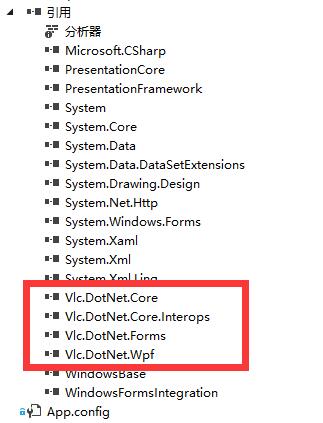 引用
分析器
Microsoft.CSharp
PresentationCore
PresentationFramework
System
System.Core
System.Data
System.Data.DataSetExtensions
System.Drawing.Design
System.Net.Http
System.Windows.Forms
System.Xaml
System.Xml
System.Xml.Linq
Vlc.DotNet.Core
Vlc.DotNet.Core.Interops
Vlc.DotNet.Forms
Vlc.DotNet.Wpf
WindowsBase
WindowsFormsIntegration
App.config